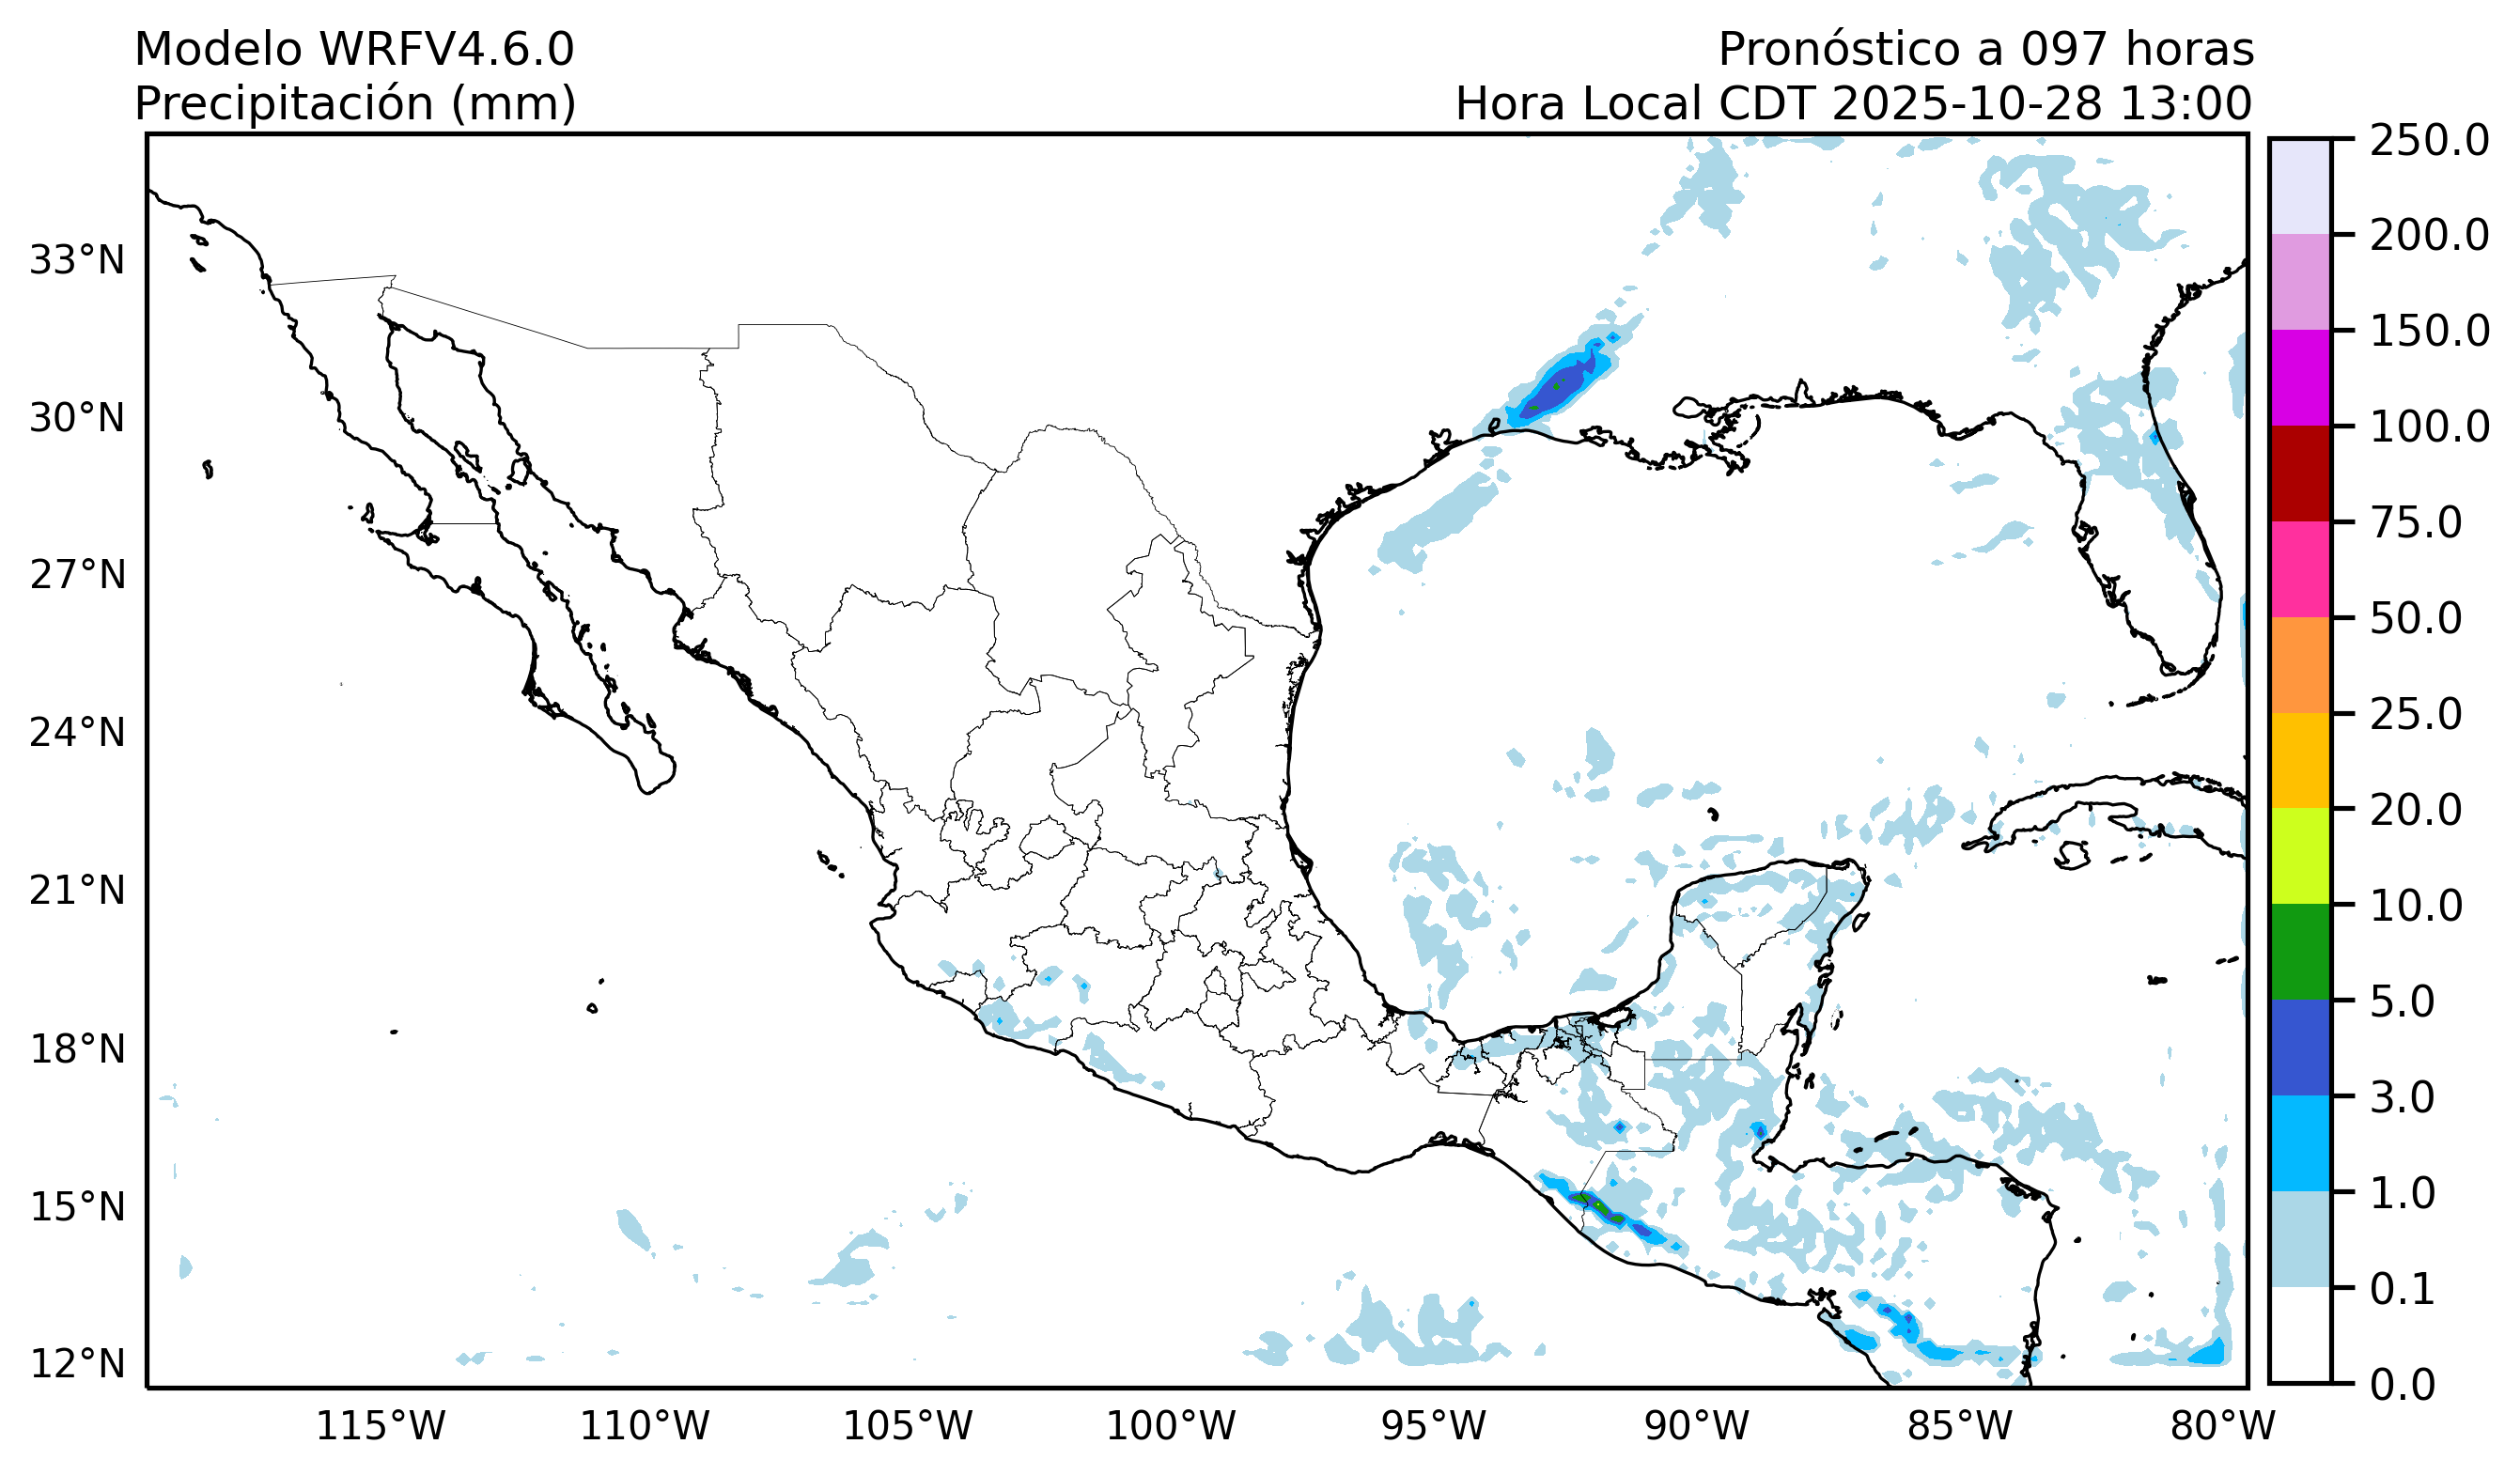 Modelo WRFV4.6.0
Precipitación (mm)
Pronóstico a 097 horas
Hora Local CDT 2025-10-28 13:00
33°N
30°N
27°N
24°N
21°N
18°N
15°N
12°N
115°W
110°W
105°W
100°W
95°W
90°W
85°W
80°W
250.0
200.0
150.0
100.0
75.0
50.0
25.0
20.0
10.0
5.0
3.0
1.0
0.1
0.0